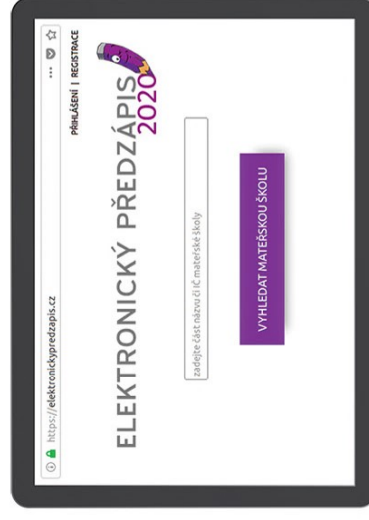 https://elektronickypredzapis.cz
PŘIHLÁŠENÍ | REGISTRACE
ELEKTRONICKÝ PŘEDZÁPIS
2020
zadejte část názvu či IČ mateřské školy
VYHLEDAT MATEŘSKOU ŠKOLU